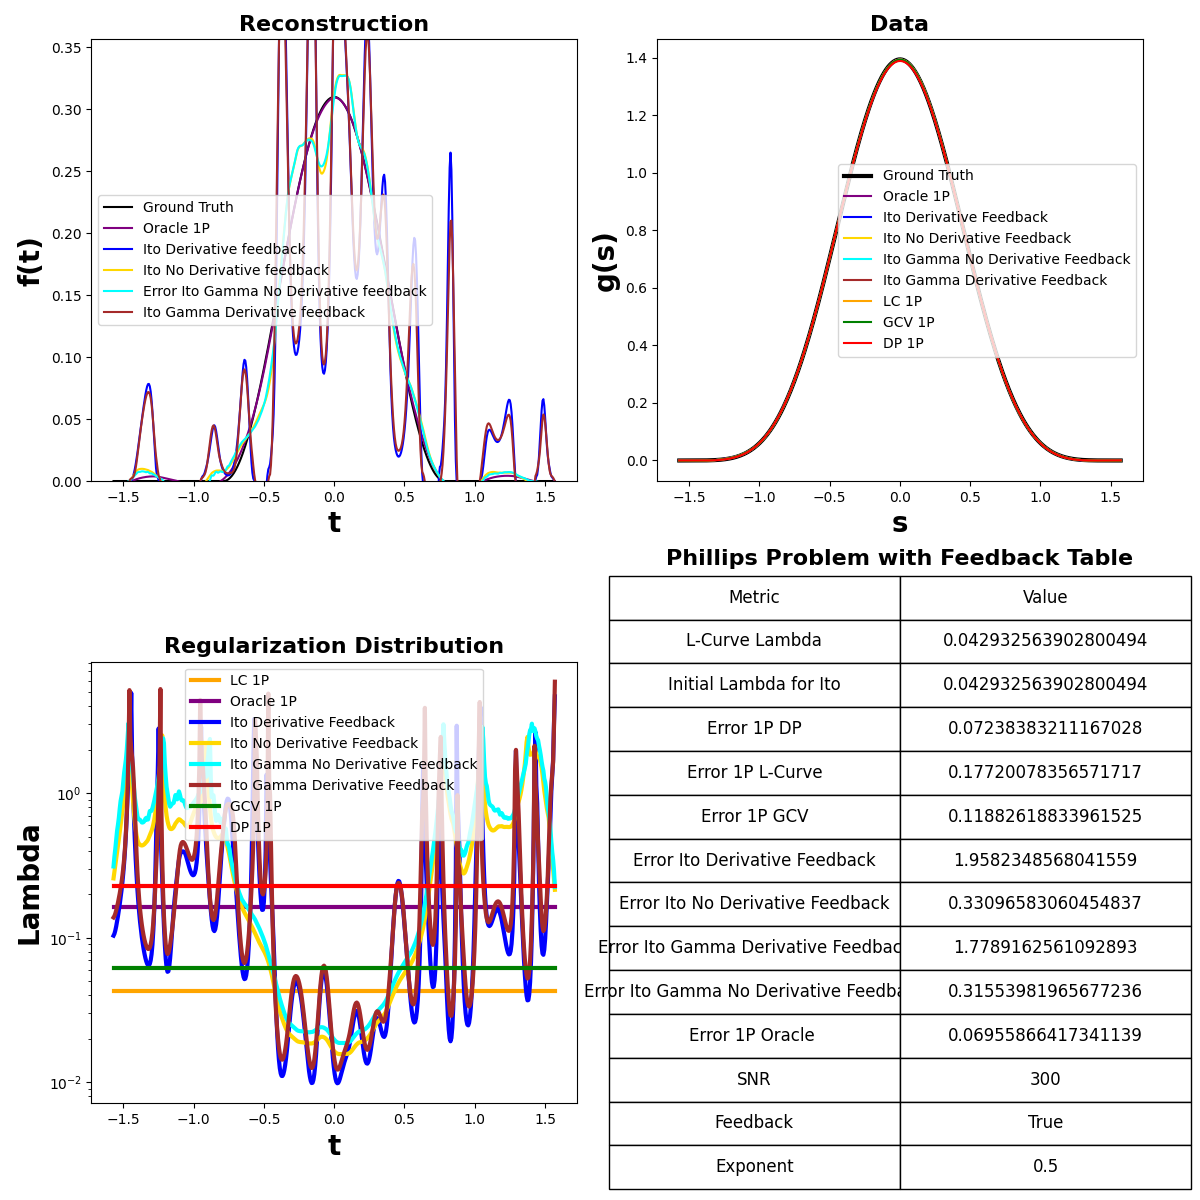 Reconstruction
f(t)
0.35
0.30
0.25
0.20
0.15
0.10
0.05
0.00
Ground Truth
Oracle 1P
Ito Derivative feedback
Ito No Derivative feedback
Error Ito Gamma No Derivative feedback
Ito Gamma Derivative feedback
−1.5 −1.0 −0.5 0.0 0.5 1.0 1.5
t
Data
g(s)
1.4
1.2
1.0
0.8
0.6
0.4
0.2
0.0
Ground Truth
Oracle 1P
Ito Derivative Feedback
Ito No Derivative Feedback
Ito Gamma No Derivative Feedback
Ito Gamma Derivative Feedback
LC 1P
GCV 1P
DP 1P
−1.5 −1.0 −0.5 0.0 0.5 1.0 1.5
s
Regularization Distribution
Lambda
10⁰
10⁻¹
10⁻²
LC 1P
Oracle 1P
Ito Derivative Feedback
Ito No Derivative Feedback
Ito Gamma No Derivative Feedback
Ito Gamma Derivative Feedback
GCV 1P
DP 1P
−1.5 −1.0 −0.5 0.0 0.5 1.0 1.5
t
Phillips Problem with Feedback Table
Metric Value
L-Curve Lambda 0.042932563902800494
Initial Lambda for Ito 0.042932563902800494
Error 1P DP 0.07238383211167028
Error 1P L-Curve 0.17720078356571717
Error 1P GCV 0.11882618833961525
Error Ito Derivative Feedback 1.9582348568041559
Error Ito No Derivative Feedback 0.33096583060454837
Error Ito Gamma Derivative Feedbac 1.7789162561092893
Error Ito Gamma No Derivative Feedba 0.31553981965677236
Error 1P Oracle 0.06955866417341139
SNR 300
Feedback True
Exponent 0.5